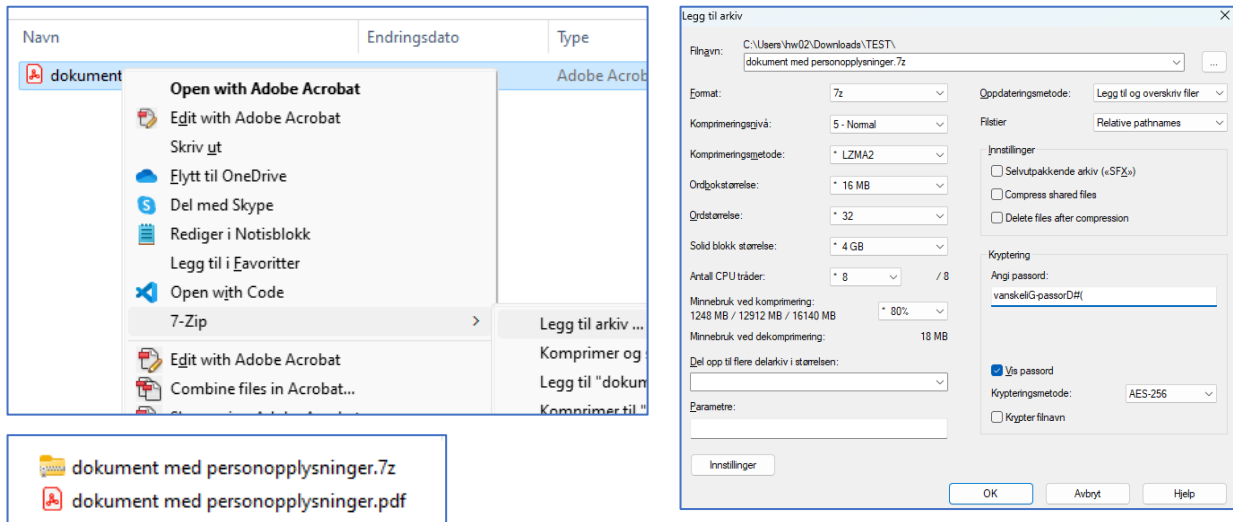 Navn Endringsdato Type
dokument Adobe Acrob
Open with Adobe Acrobat
Edit with Adobe Acrobat
Skriv ut
Flytt til OneDrive
Del med Skype
Rediger i Notisblokk
Legg til i Favoritter
Open with Code
7-Zip >
Edit with Adobe Acrobat
Combine files in Acrobat...
Legg til arkiv ...
Komprimer og s
Legg til "dokum
Komprimer til "
dokument med personopplysninger.7z
dokument med personopplysninger.pdf
Legg til arkiv
Filnavn: C:\Users\hw02\Downloads\TEST\
dokument med personopplysninger.7z
...
Format: 7z
Komprimeringsnivå: 5 - Normal
Komprimeringsmetode: * LZMA2
Ordbokstørrelse: * 16 MB
Ordstørrelse: * 32
Solid blokk størrelse: * 4 GB
Antall CPU tråder: * 8 / 8
Minnebruk ved komprimering:
1248 MB / 12912 MB / 16140 MB * 80%
Minnebruk ved dekomprimering: 18 MB
Del opp til flere delarkiv i størrelsen:
Parametre:
Innstillinger
Oppdateringsmetode: Legg til og overskriv filer
Filstier Relative pathnames
Innstillinger
Selvutpakkende arkiv («SFX»)
Compress shared files
Delete files after compression
Kryptering
Angi passord:
vanskeliG-passorD#(
Vis passord
Krypteringsmetode: AES-256
Krypter filnavn
OK Avbryt Hjelp